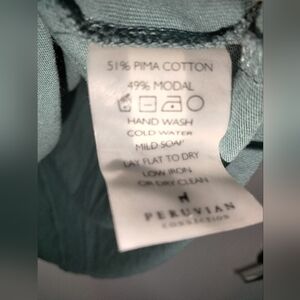 51% PIMA COTTON
49% MODAL
HAND WASH
COLD WATER
MILD SOAP
LAY FLAT TO DRY
LOW IRON
OR DRY CLEAN
PERUVIAN
CONNECTION